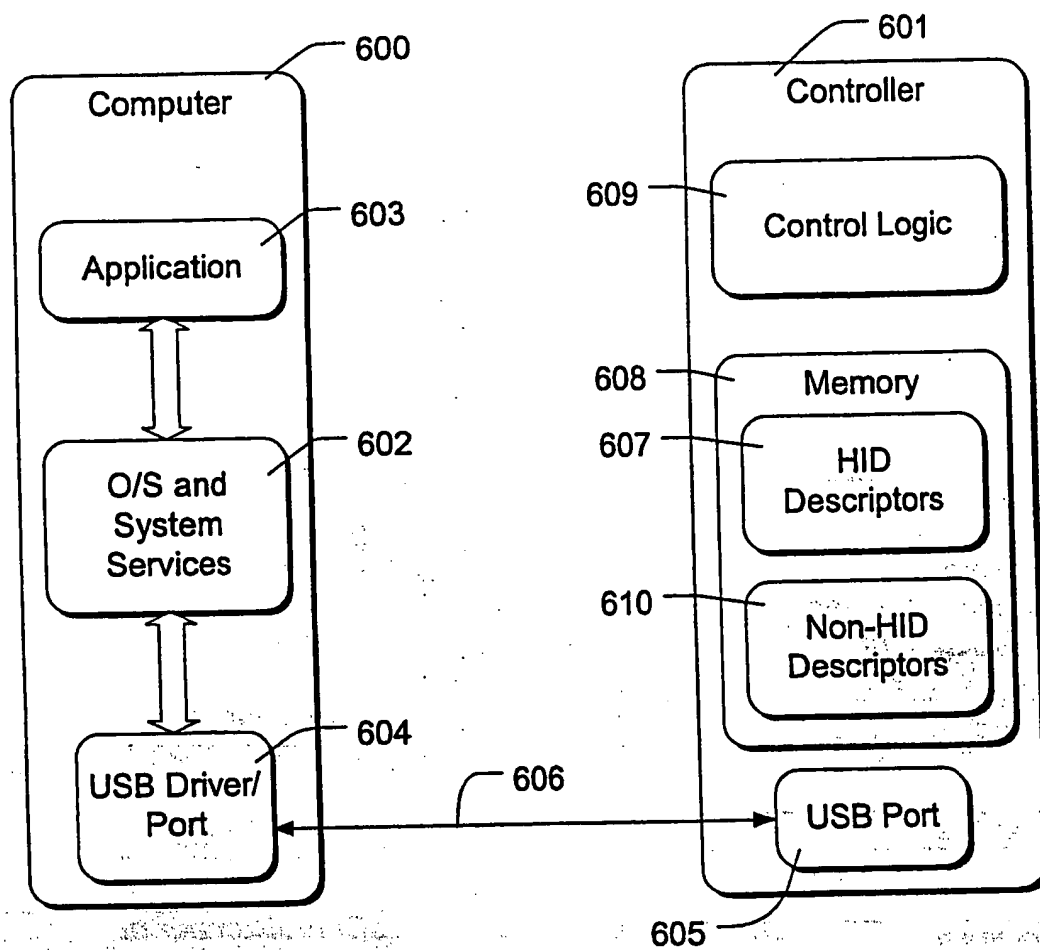 600
Computer
603
Application
602
O/S and
System
Services
604
USB Driver/
Port
606
601
Controller
609
Control Logic
608
Memory
607
HID
Descriptors
610
Non-HID
Descriptors
USB Port
605